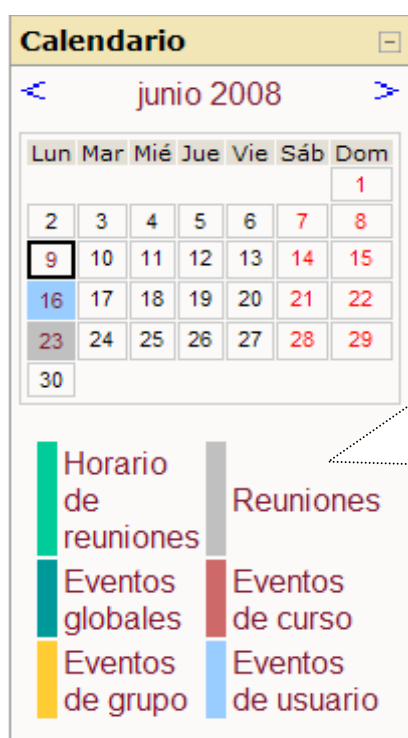 Calendario
< junio 2008 >
Lun Mar Mié Jue Vie Sáb Dom
1
2 3 4 5 6 7 8
9 10 11 12 13 14 15
16 17 18 19 20 21 22
23 24 25 26 27 28 29
30
Horario
de
reuniones
Reuniones
Eventos
globales
Eventos
de curso
Eventos
de grupo
Eventos
de usuario